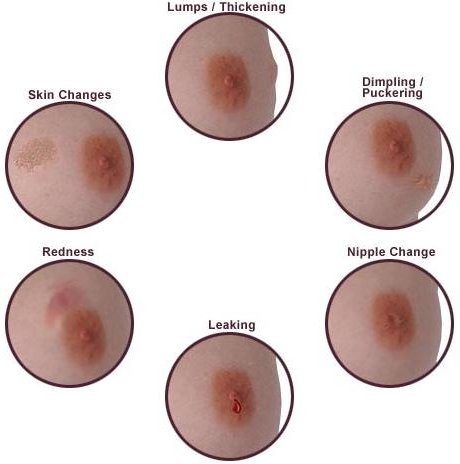 Lumps / Thickening
Skin Changes
Dimpling /
Puckering
Redness
Nipple Change
Leaking